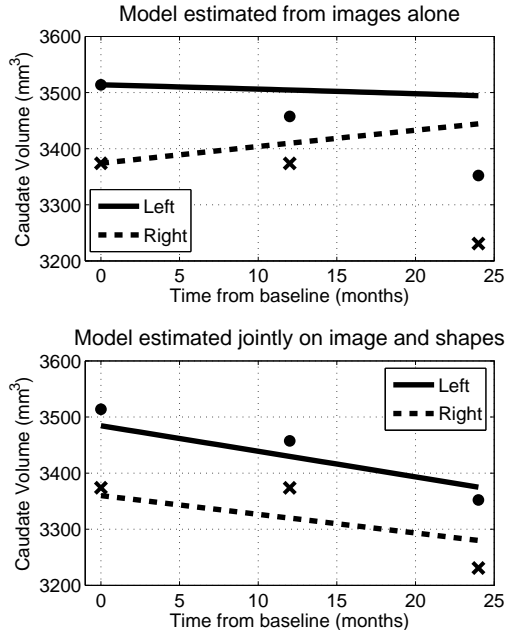 Model estimated from images alone
3600
3500
3400
3300
3200
Caudate Volume (mm³)
Left
Right
0 5 10 15 20 25
Time from baseline (months)
Model estimated jointly on image and shapes
3600
3500
3400
3300
3200
Caudate Volume (mm³)
Left
Right
0 5 10 15 20 25
Time from baseline (months)